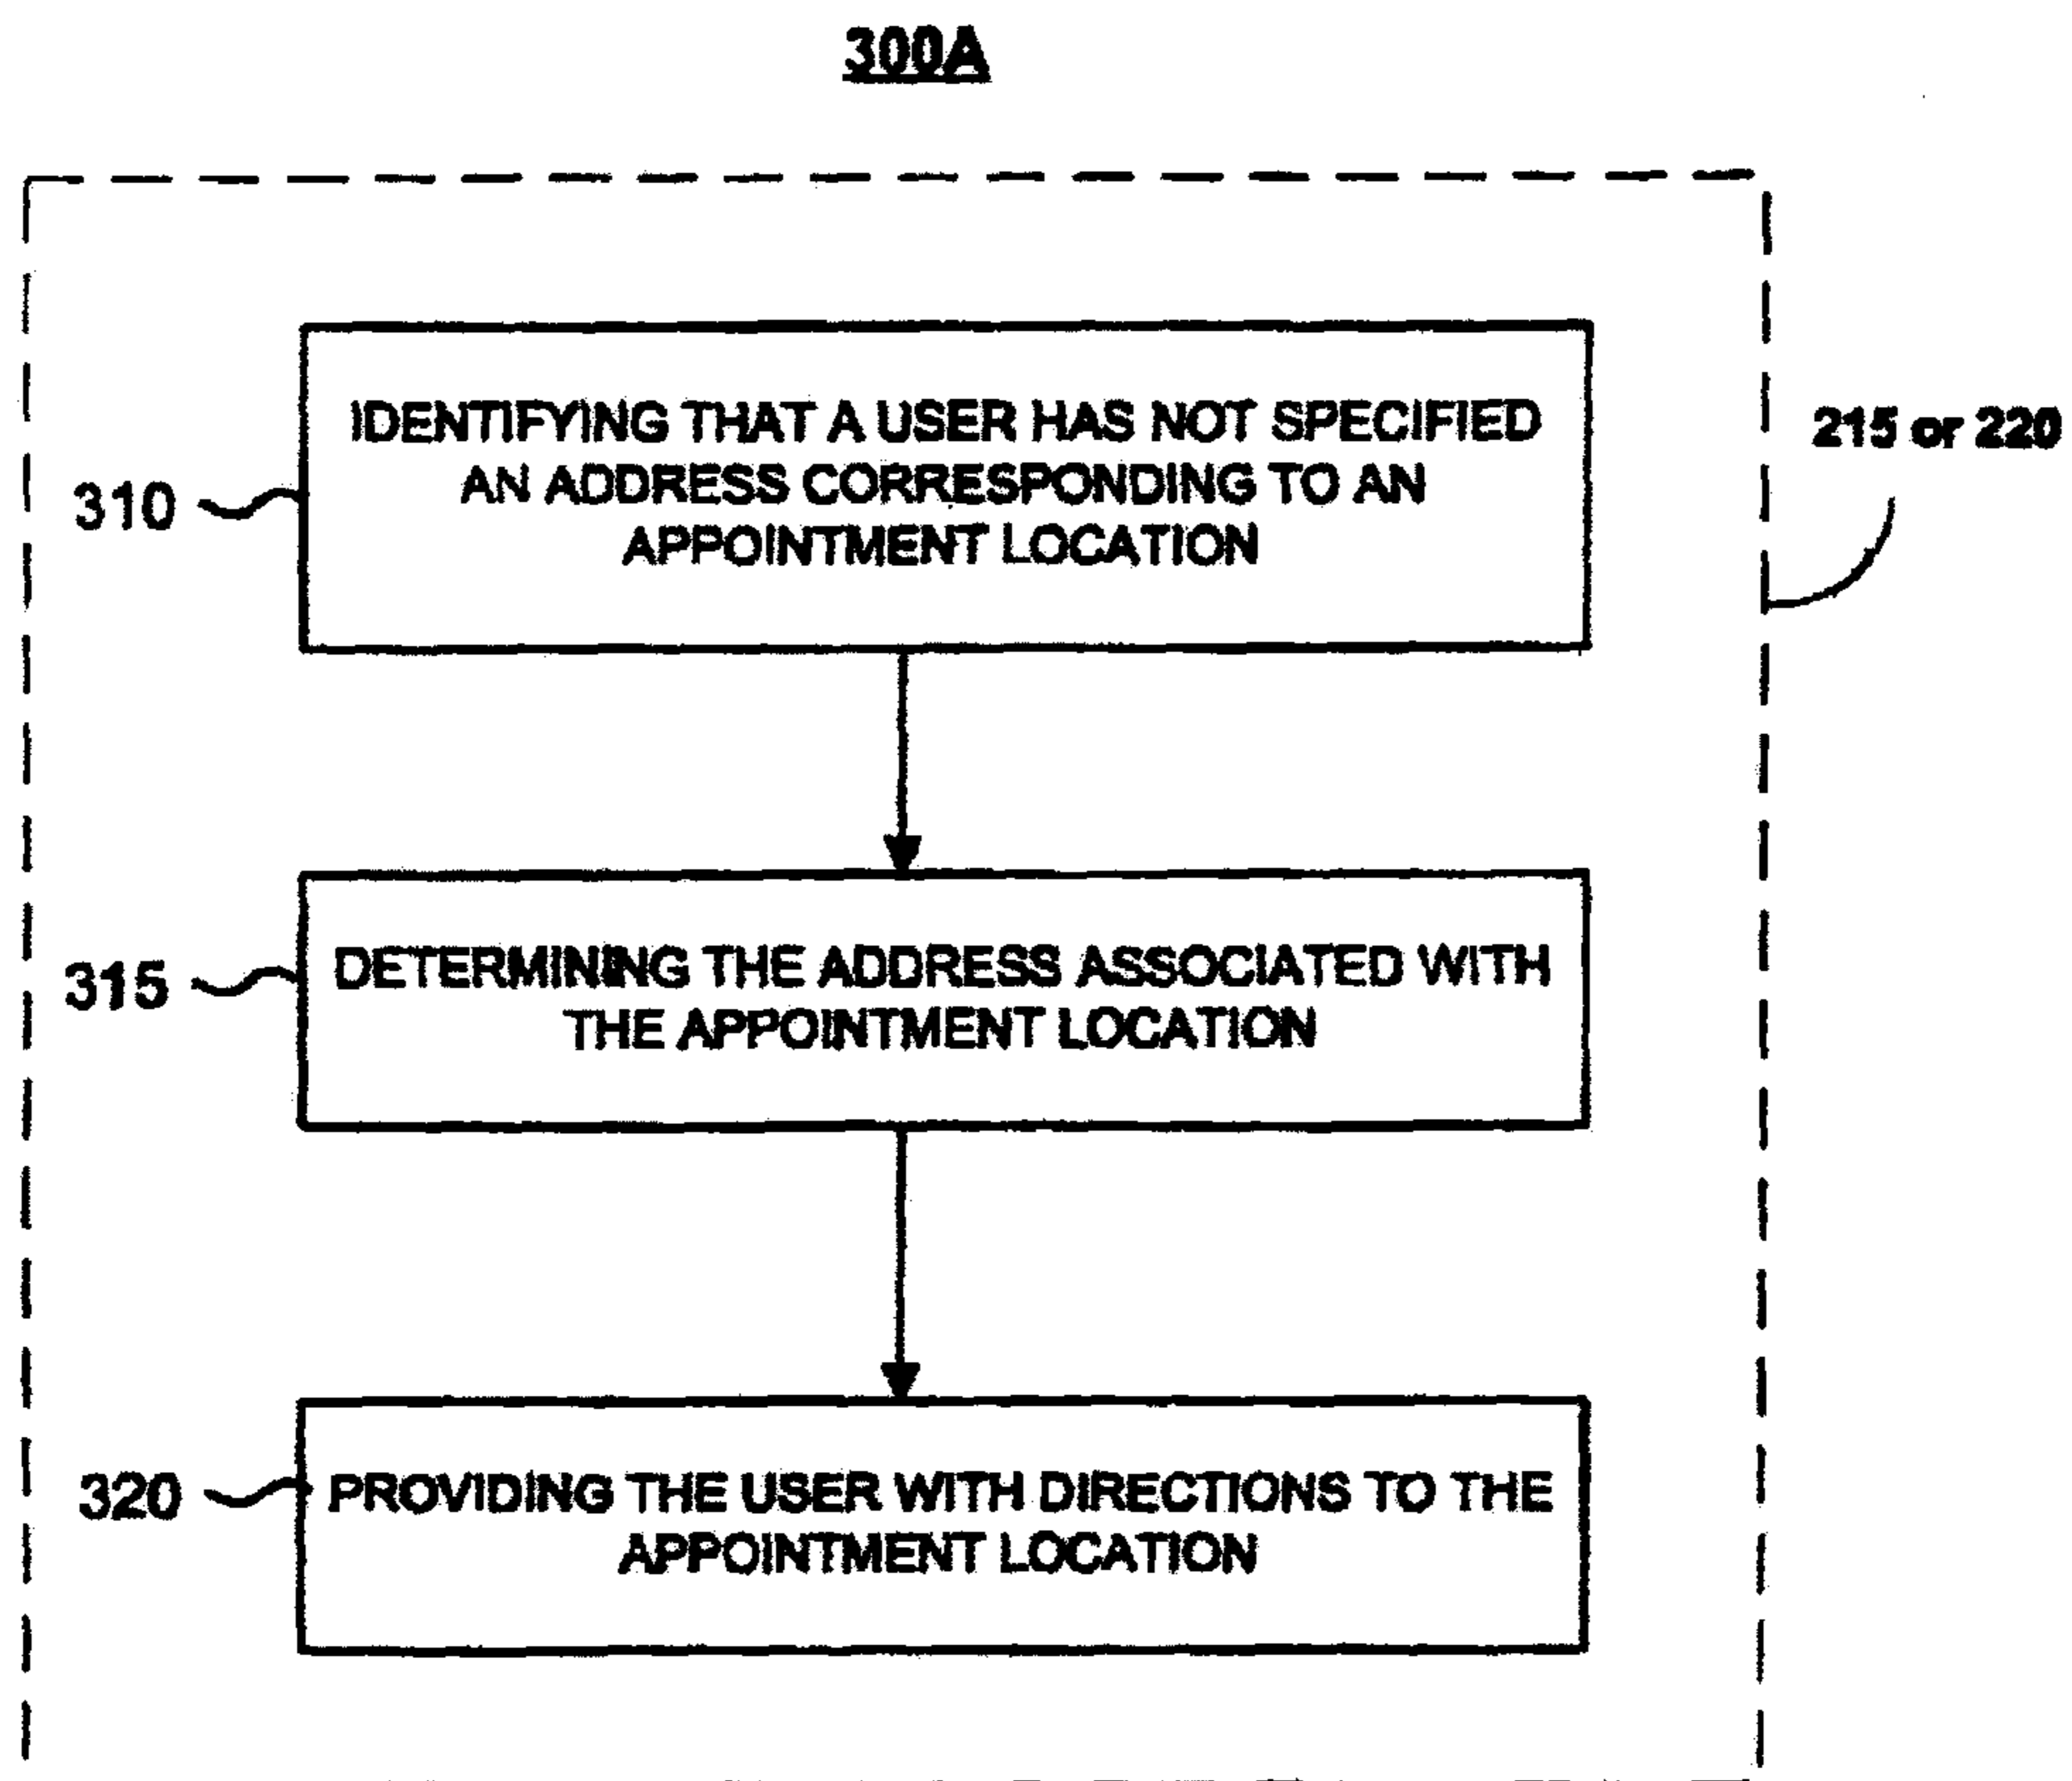 300A
IDENTIFYING THAT A USER HAS NOT SPECIFIED
AN ADDRESS CORRESPONDING TO AN
APPOINTMENT LOCATION
310
215 or 220
DETERMINING THE ADDRESS ASSOCIATED WITH
THE APPOINTMENT LOCATION
315
PROVIDING THE USER WITH DIRECTIONS TO THE
APPOINTMENT LOCATION
320